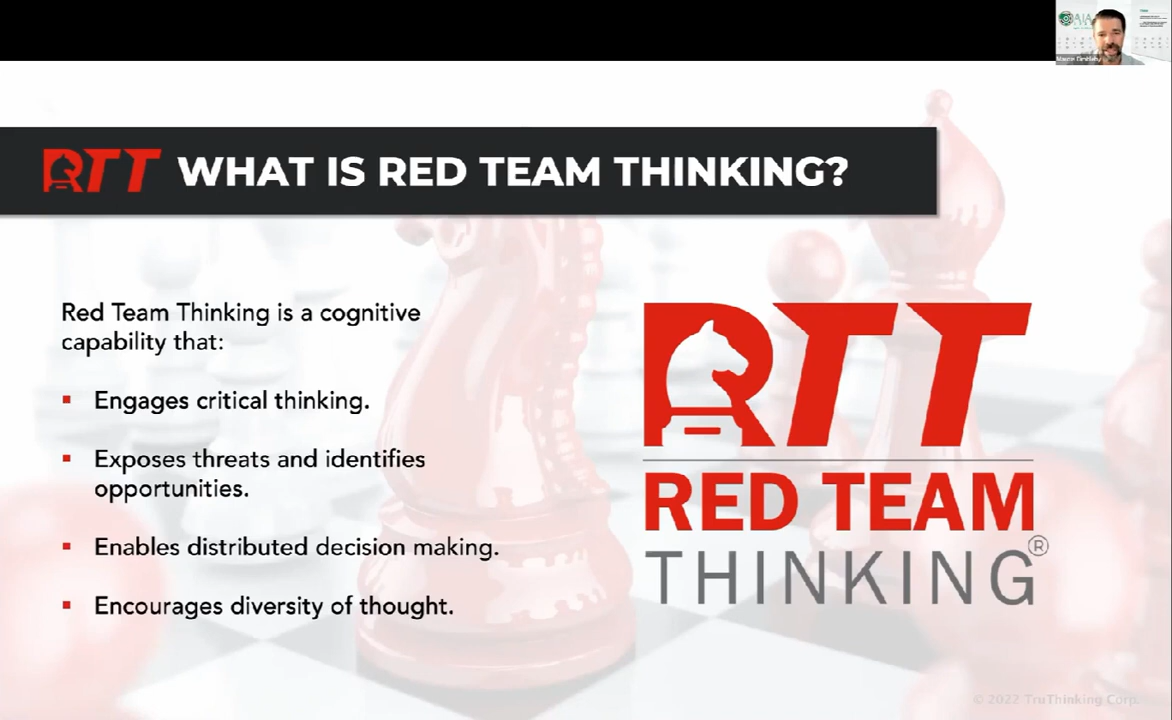 RTT WHAT IS RED TEAM THINKING?
Red Team Thinking is a cognitive
capability that:
Engages critical thinking.
Exposes threats and identifies
opportunities.
Enables distributed decision making.
Encourages diversity of thought.
RTT
RED TEAM
THINKING®
© 2022 TruThinking Corp.